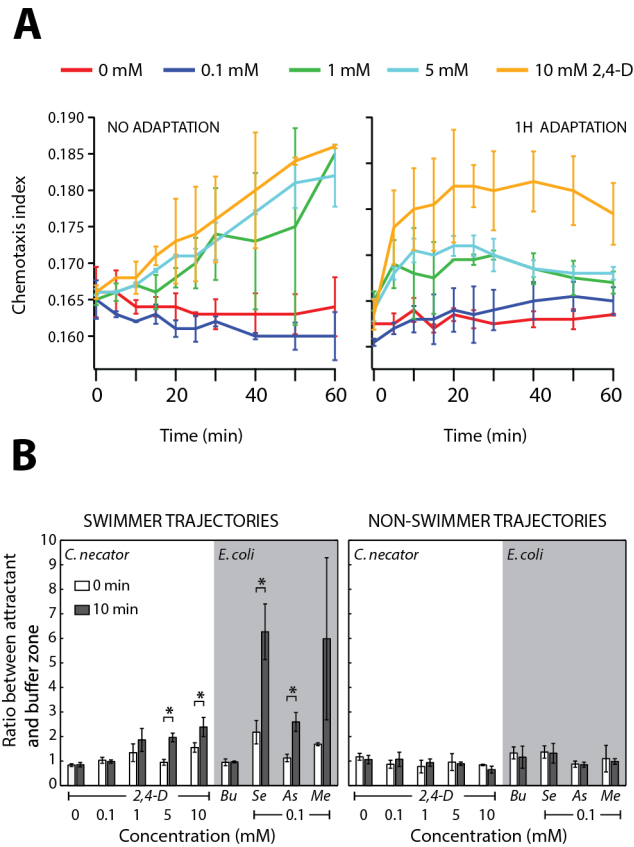 A
0 mM 0.1 mM 1 mM 5 mM 10 mM 2,4-D
NO ADAPTATION
1H ADAPTATION
Chemotaxis index
0.190
0.185
0.180
0.170
0.165
0.160
0 20 40 60
0 20 40 60
Time (min)
Time (min)
B
SWIMMER TRAJECTORIES
NON-SWIMMER TRAJECTORIES
Ratio between attractant
and buffer zone
10
9
8
7
6
5
4
3
2
1
0
C. necator
E. coli
0 min
10 min
*
*
*
*
C. necator
E. coli
2,4-D
Bu Se As Me
0 0.1 1 5 10
0.1
2,4-D
Bu Se As Me
0 0.1 1 5 10
0.1
Concentration (mM)
Concentration (mM)